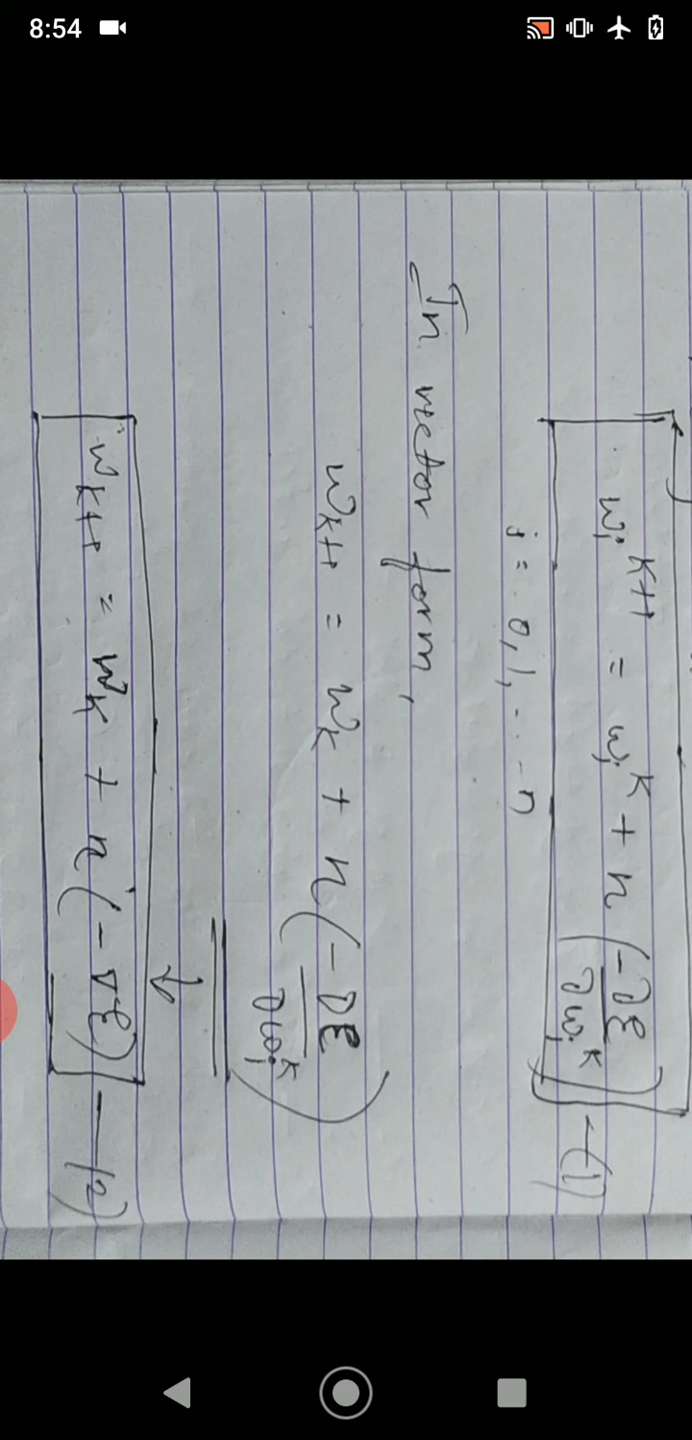 8:54
w_i^{K+1} = w_i^K + η (-∂ξ/∂w_i^K) -(1)
i = 0, 1, - - - n
In vector form,
w_{K+1} = w_K + η (-∂ξ/∂w_i^K)
↓
w_{K+1} = w_K + η (-∇ξ) -(2)